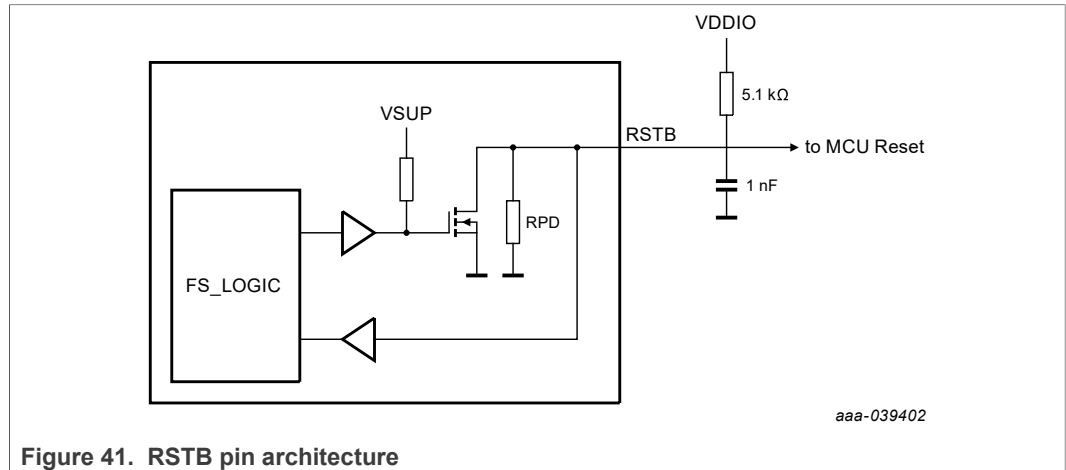 VDDIO
5.1 kΩ
VSUP
RSTB
to MCU Reset
1 nF
RPD
FS_LOGIC
aaa-039402
Figure 41. RSTB pin architecture